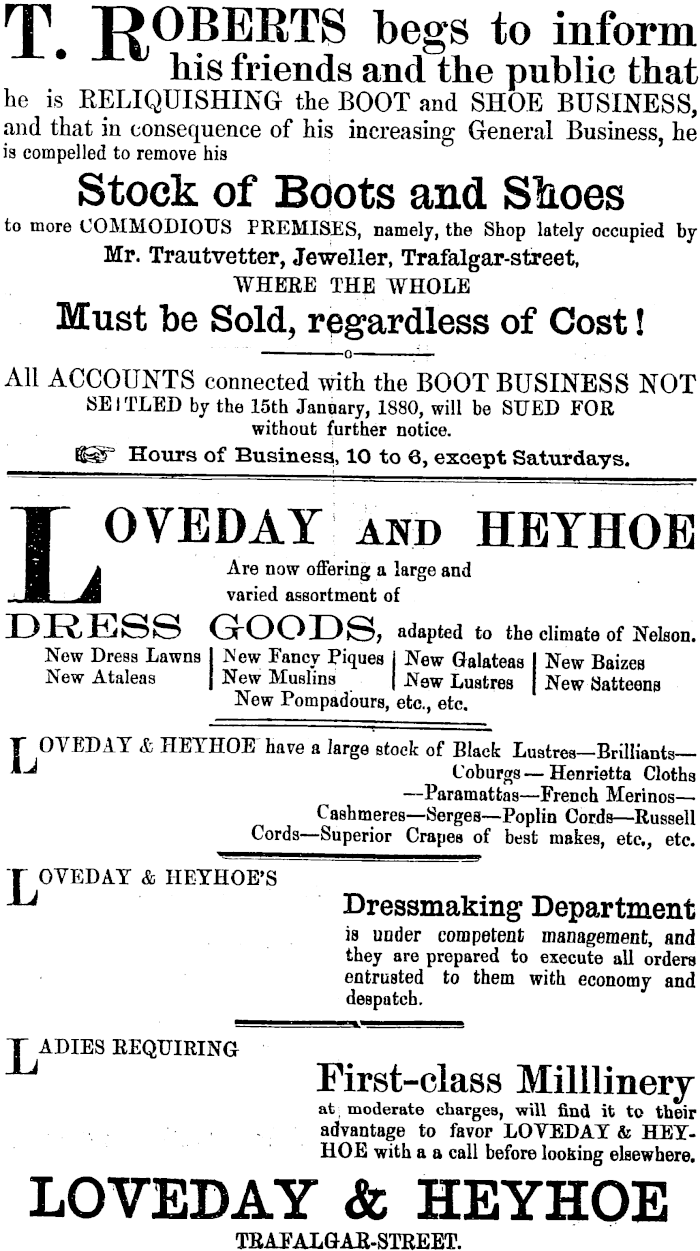 T. ROBERTS begs to inform
his friends and the public that
he is RELIQUISHING the BOOT and SHOE BUSINESS,
and that in consequence of his increasing General Business, he
is compelled to remove his
Stock of Boots and Shoes
to more COMMODIOUS PREMISES, namely, the Shop lately occupied by
Mr. Trautvetter, Jeweller, Trafalgar-street,
WHERE THE WHOLE
Must be Sold, regardless of Cost!
All ACCOUNTS connected with the BOOT BUSINESS NOT
SETTLED by the 15th January, 1880, will be SUED FOR
without further notice.
☞ Hours of Business, 10 to 6, except Saturdays.
LOVEDAY AND HEYHOE
Are now offering a large and
varied assortment of
DRESS GOODS, adapted to the climate of Nelson.
New Dress Lawns | New Fancy Piques | New Galateas | New Baizes
New Ataleas | New Muslins | New Lustres | New Satteens
New Pompadours, etc., etc.
LOVEDAY & HEYHOE have a large stock of Black Lustres—Brilliants—
Coburgs—Henrietta Cloths
—Paramattas—French Merinos—
Cashmeres—Serges—Poplin Cords—Russell
Cords—Superior Crapes of best makes, etc., etc.
LOVEDAY & HEYHOE'S
Dressmaking Department
is under competent management, and
they are prepared to execute all orders
entrusted to them with economy and
despatch.
LADIES REQUIRING
First-class Milllinery
at moderate charges, will find it to their
advantage to favor LOVEDAY & HEY-
HOE with a a call before looking elsewhere.
LOVEDAY & HEYHOE
TRAFALGAR-STREET.